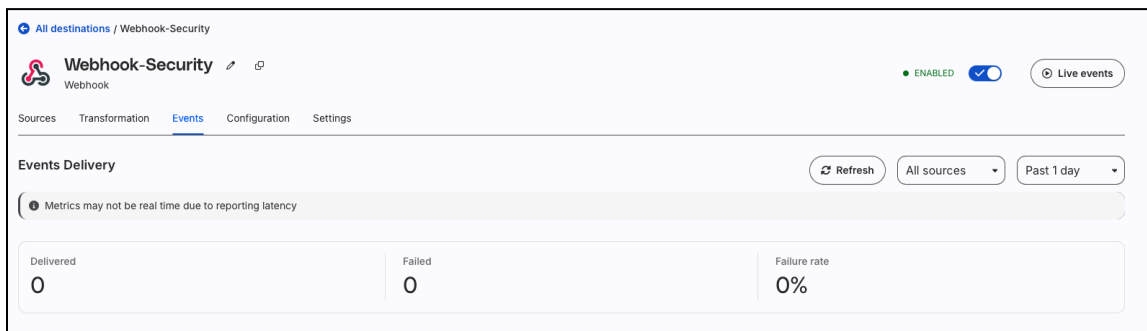 All destinations / Webhook-Security
Webhook-Security
Webhook
ENABLED
Live events
Sources Transformation Events Configuration Settings
Events Delivery
Refresh All sources Past 1 day
Metrics may not be real time due to reporting latency
Delivered Failed Failure rate
0 0 0%